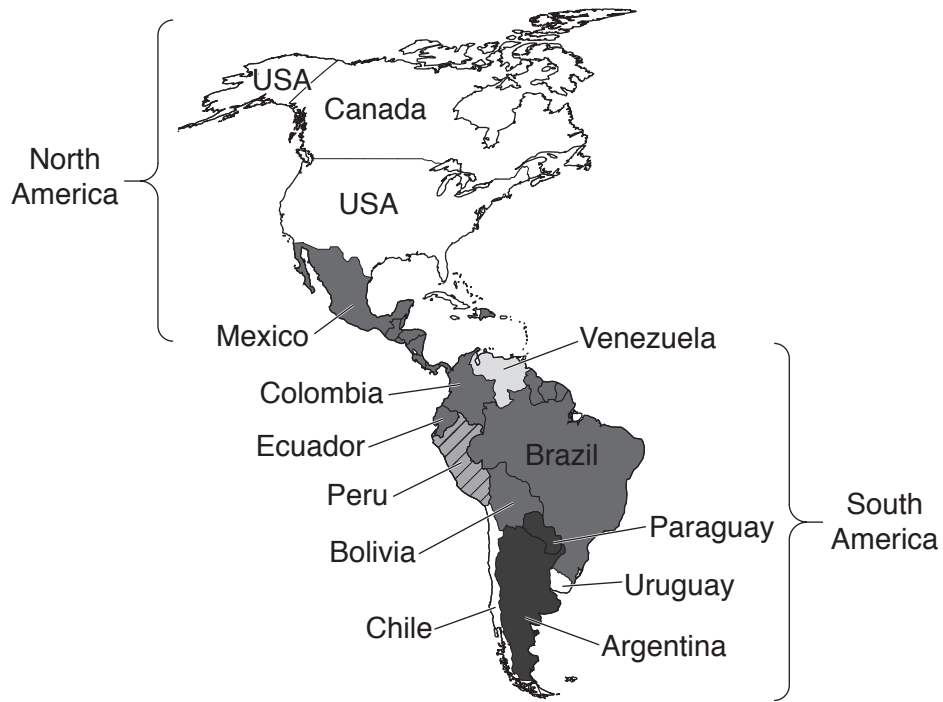 USA
Canada
North
America
USA
Mexico
Venezuela
Colombia
Ecuador
Brazil
Peru
South
America
Paraguay
Bolivia
Uruguay
Chile
Argentina